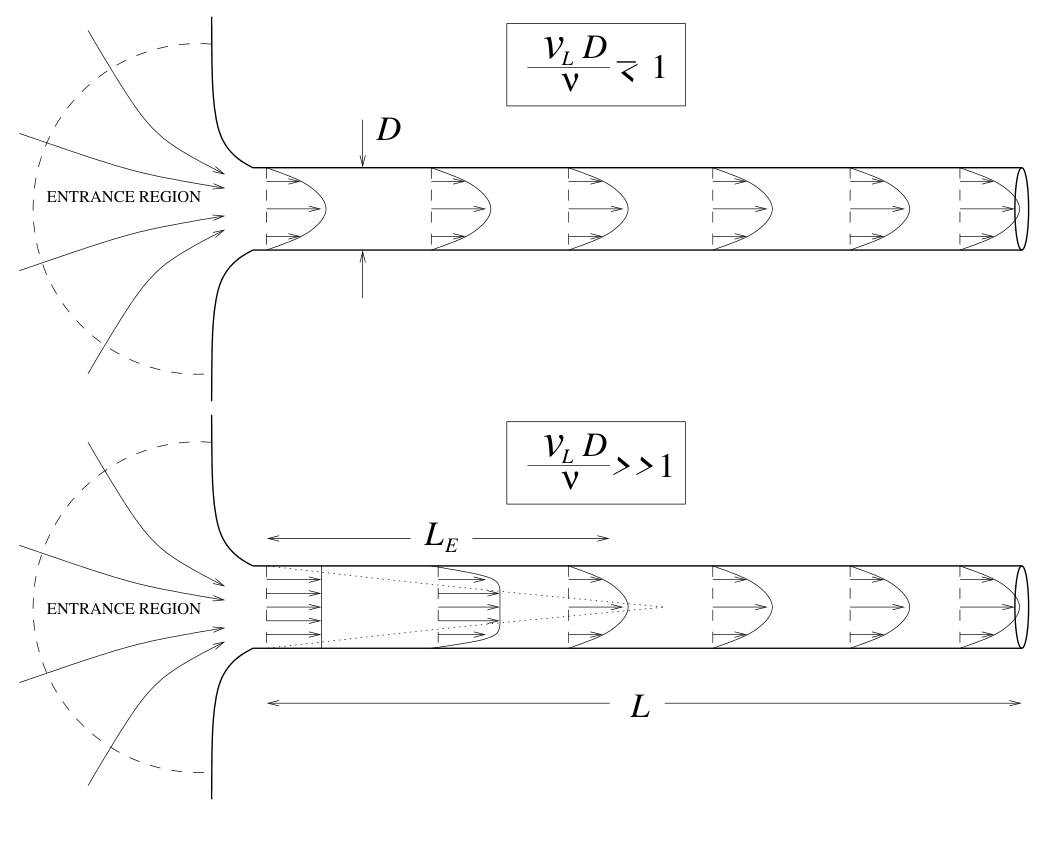 v_L D
ν ⋜ 1
D
ENTRANCE REGION
v_L D
ν >> 1
L_E
ENTRANCE REGION
L